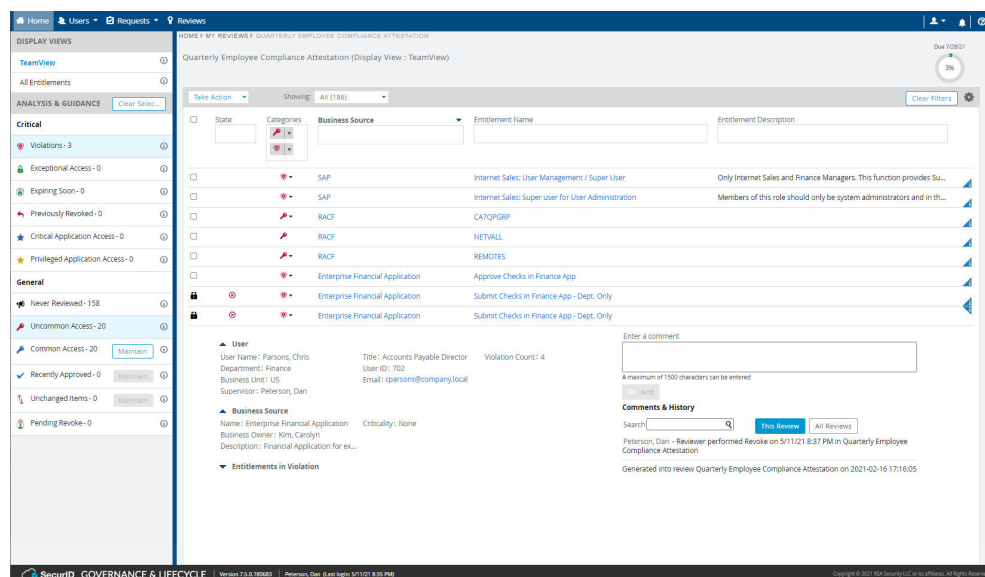 Home Users Requests Reviews
DISPLAY VIEWS
TeamView
All Entitlements
ANALYSIS & GUIDANCE Clear Selec...
Critical
Violations - 3
Exceptional Access - 0
Expiring Soon - 0
Previously Revoked - 0
Critical Application Access - 0
Privileged Application Access - 0
General
Never Reviewed - 158
Uncommon Access - 20
Common Access - 20 Maintain
Recently Approved - 0 Maintain
Unchanged Items - 0 Maintain
Pending Revoke - 0
HOME> MY REVIEWS> QUARTERLY EMPLOYEE COMPLIANCE ATTESTATION
Quarterly Employee Compliance Attestation (Display View : TeamView)
Due 7/28/21
3%
Take Action Showing: All (186) Clear Filters
State Categories Business Source Entitlement Name Entitlement Description
SAP Internet Sales: User Management / Super User Only Internet Sales and Finance Managers. This function provides Su...
SAP Internet Sales: Super user for User Administration Members of this role should only be system administrators and in th...
RACF CA7QPGRP
RACF NETVALL
RACF REMOTES
Enterprise Financial Application Approve Checks in Finance App
Enterprise Financial Application Submit Checks in Finance App - Dept. Only
Enterprise Financial Application Submit Checks in Finance App - Dept. Only
User
User Name : Parsons, Chris Title : Accounts Payable Director Violation Count : 4
Department : Finance User ID : 702
Business Unit : US Email : cparsons@company.local
Supervisor : Peterson, Dan
Business Source
Name : Enterprise Financial Application Criticality : None
Business Owner : Kim, Carolyn
Description : Financial Application for ex...
Entitlements in Violation
Enter a comment
A maximum of 1500 characters can be entered
Add
Comments & History
Search This Review All Reviews
Peterson, Dan - Reviewer performed Revoke on 5/11/21 8:37 PM in Quarterly Employee
Compliance Attestation
Generated into review Quarterly Employee Compliance Attestation on 2021-02-16 17:16:05
SecurID GOVERNANCE & LIFECYCLE Version 7.5.0.180683 Peterson, Dan (Last login: 5/11/21 8:35 PM) Copyright © 2021 RSA Security LLC or its affiliates. All Rights Reserve